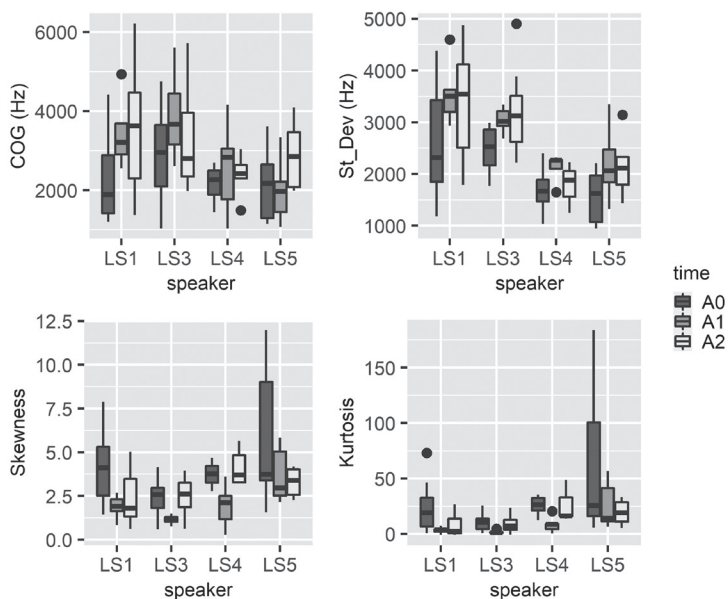 COG (Hz)
6000
4000
2000
LS1 LS3 LS4 LS5
speaker
St_Dev (Hz)
5000
4000
3000
2000
1000
LS1 LS3 LS4 LS5
speaker
Skewness
12.5
10.0
7.5
5.0
2.5
0.0
LS1 LS3 LS4 LS5
speaker
Kurtosis
150
100
50
0
LS1 LS3 LS4 LS5
speaker
time
A0
A1
A2